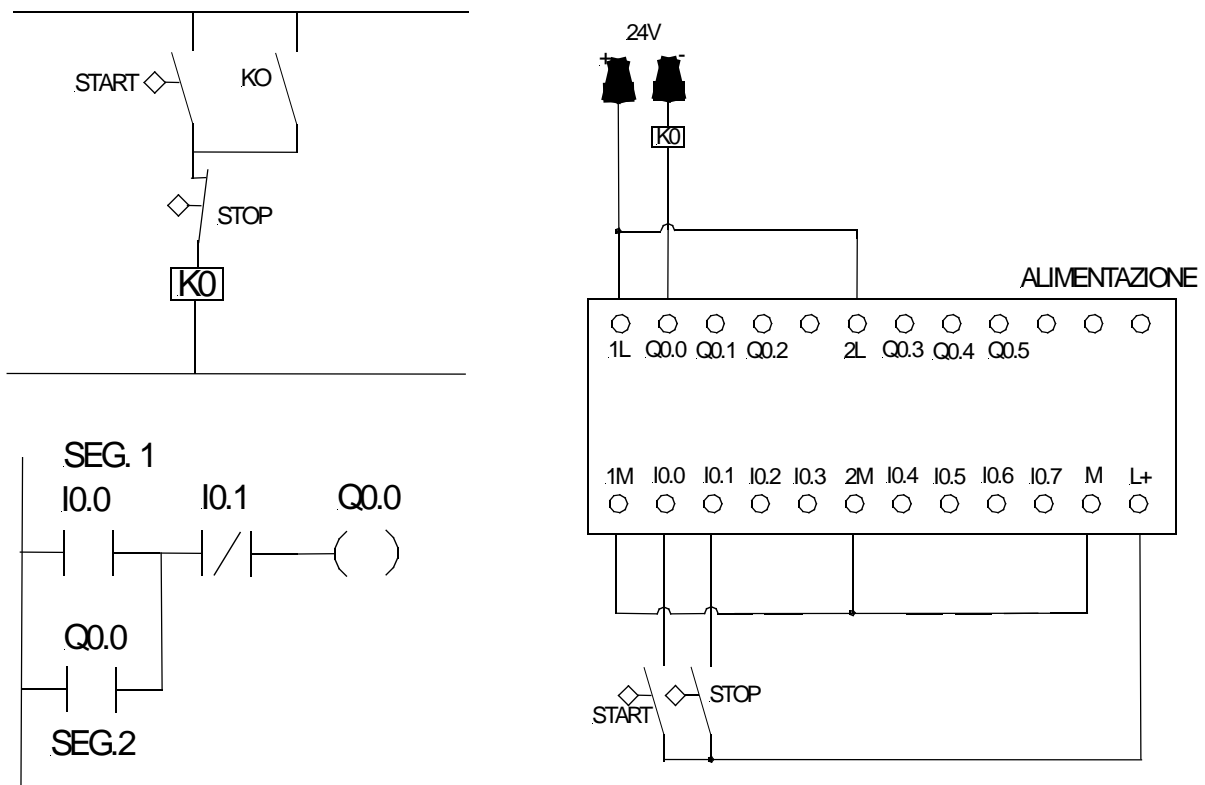 START
KO
STOP
K0
SEG. 1
I0.0
I0.1
Q0.0
Q0.0
SEG.2
24V
+ -
K0
ALIMENTAZIONE
1L Q0.0 Q0.1 Q0.2 2L Q0.3 Q0.4 Q0.5
1M I0.0 I0.1 I0.2 I0.3 2M I0.4 I0.5 I0.6 I0.7 M L+
START
STOP